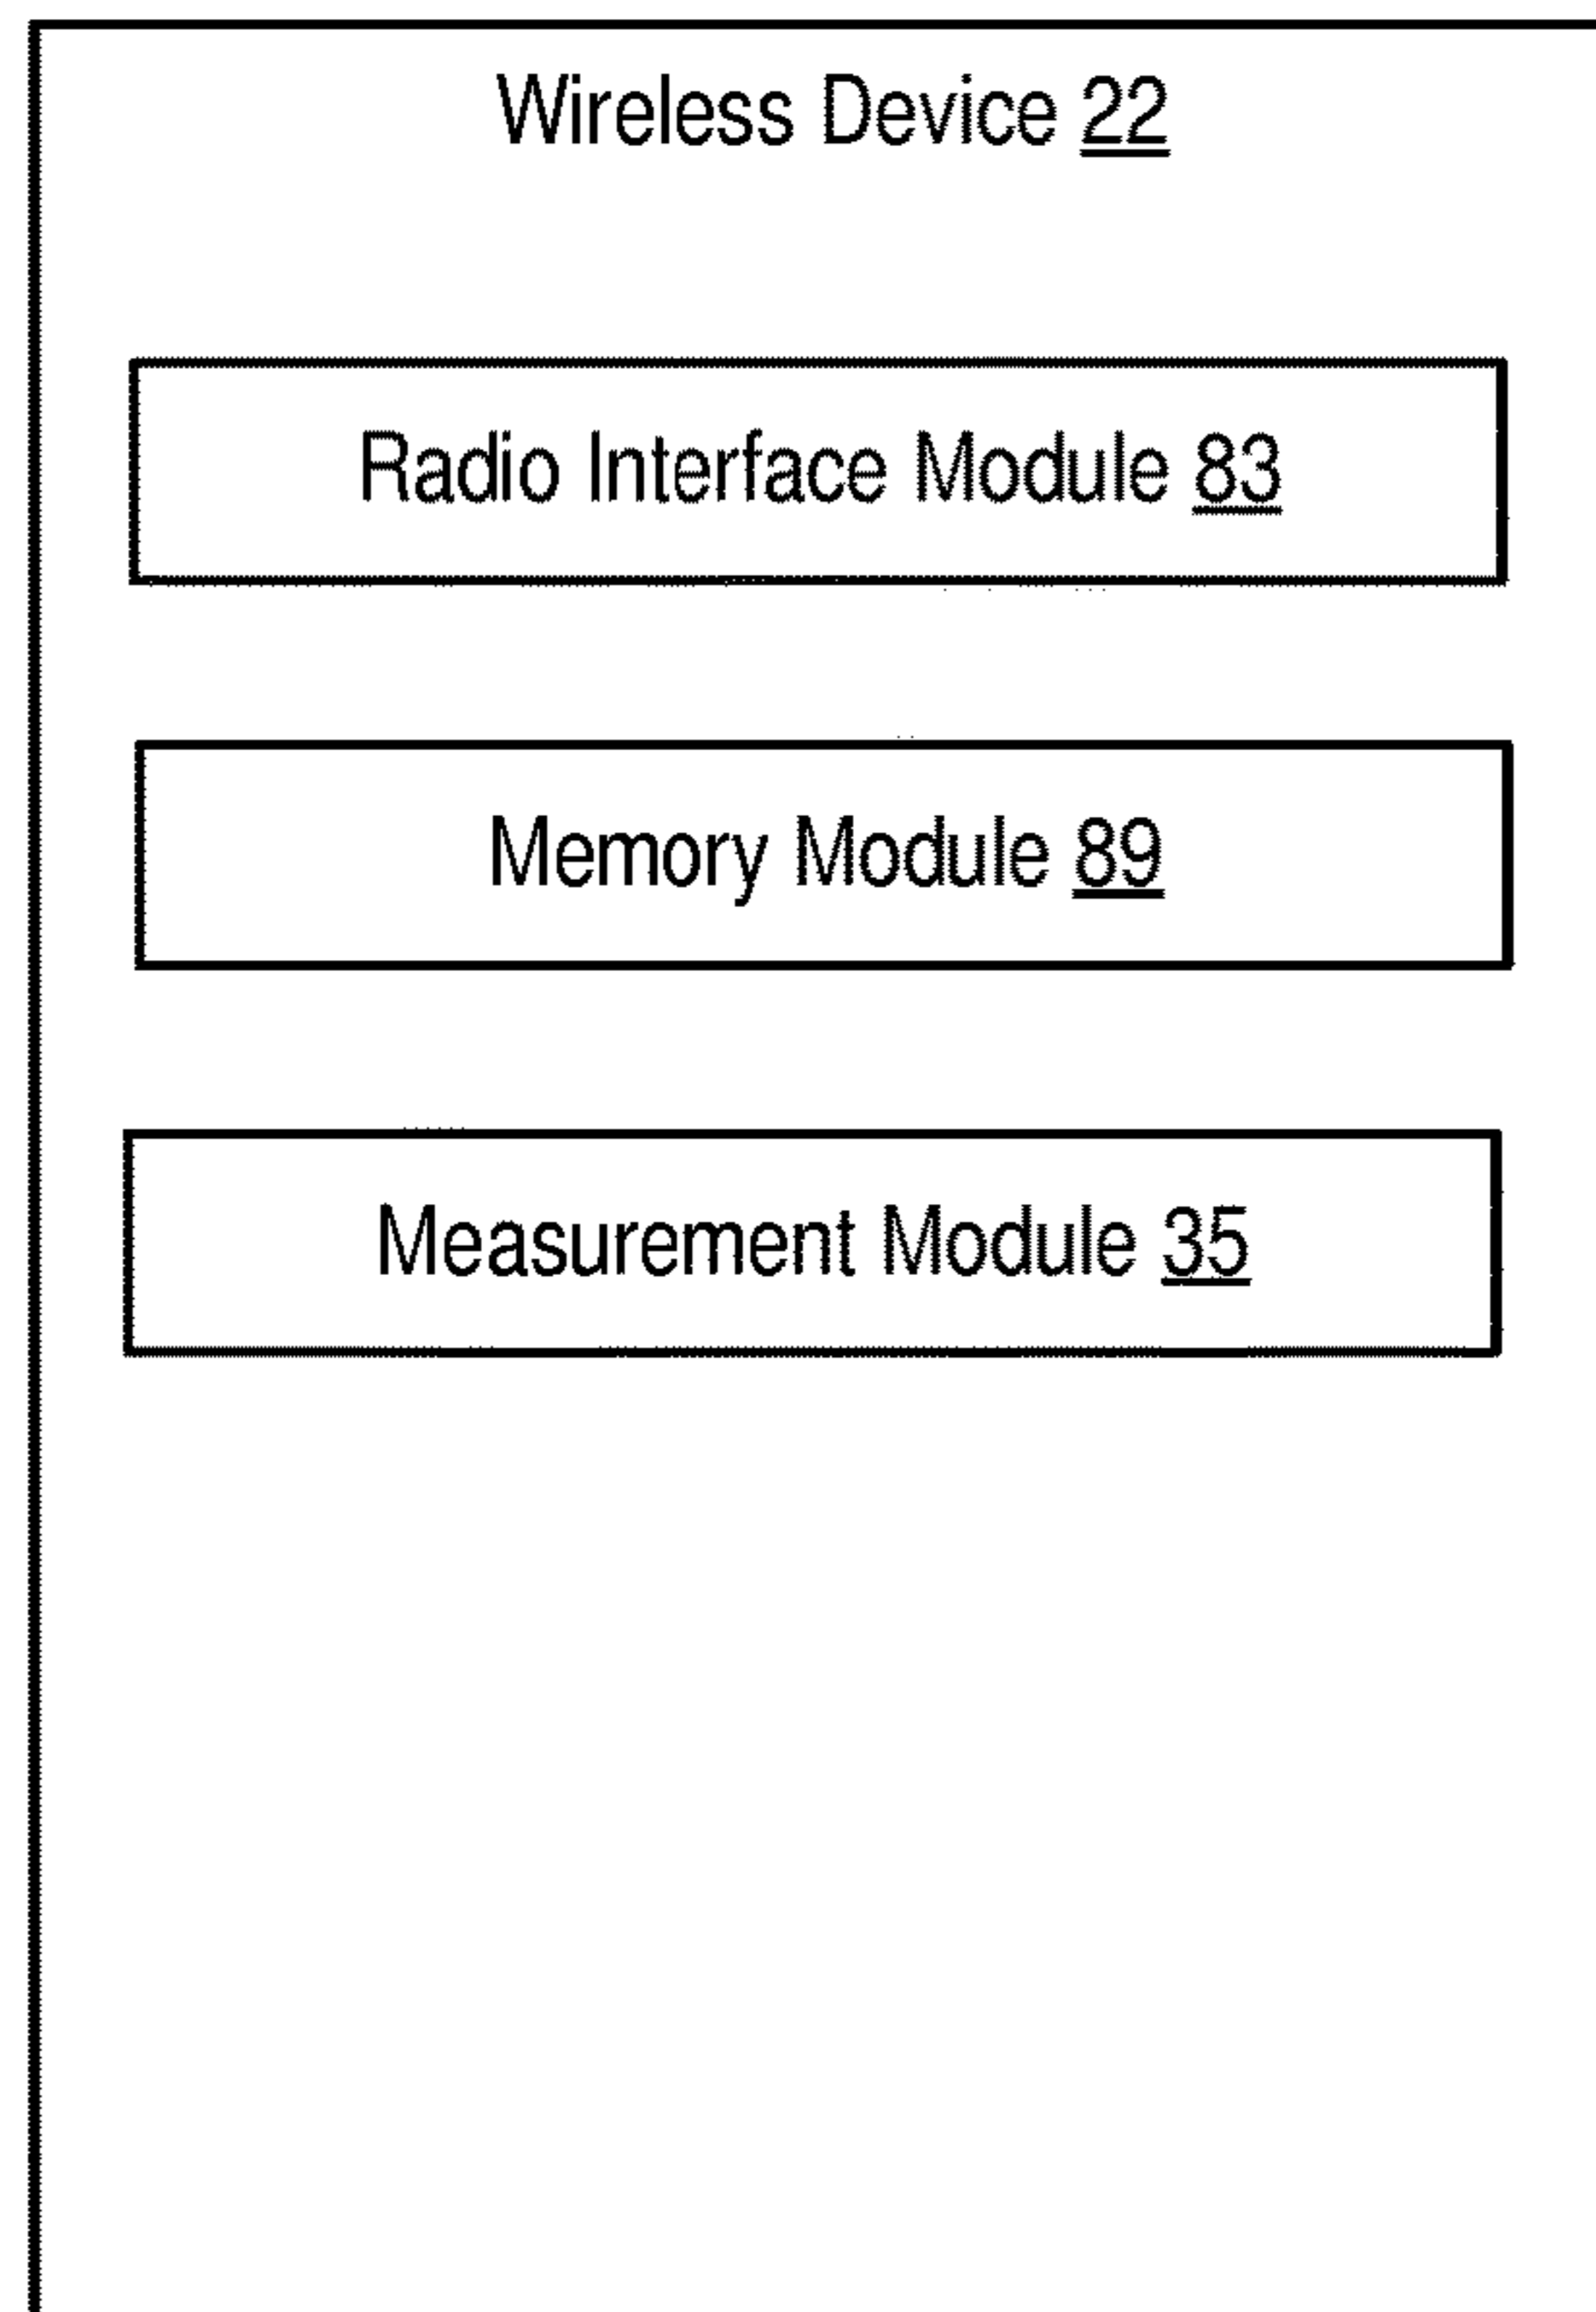 Wireless Device 22
Radio Interface Module 83
Memory Module 89
Measurement Module 35